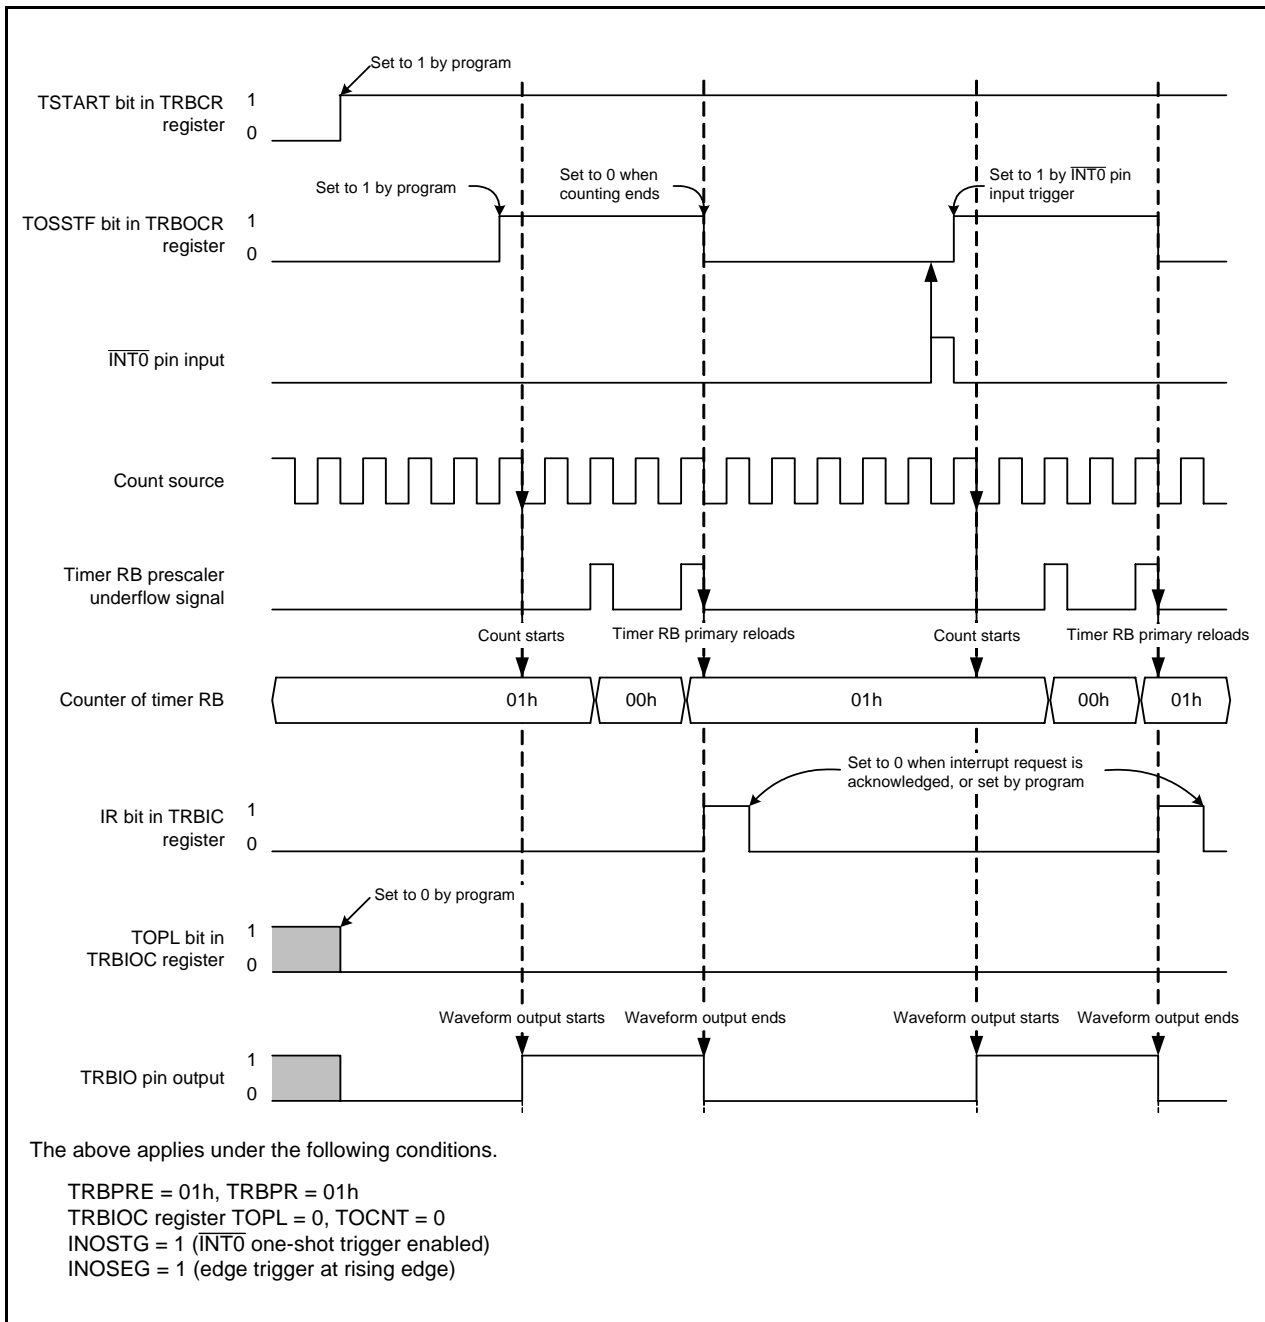 Set to 1 by program
TSTART bit in TRBCR
register
1
0
Set to 1 by program
Set to 0 when
counting ends
Set to 1 by INT0 pin
input trigger
TOSSTF bit in TRBOCR
register
1
0
INT0 pin input
Count source
Timer RB prescaler
underflow signal
Count starts
Timer RB primary reloads
Count starts
Timer RB primary reloads
Counter of timer RB
01h
00h
01h
00h
01h
Set to 0 when interrupt request is
acknowledged, or set by program
IR bit in TRBIC
register
1
0
Set to 0 by program
TOPL bit in
TRBIOC register
1
0
Waveform output starts
Waveform output ends
Waveform output starts
Waveform output ends
TRBIO pin output
1
0
The above applies under the following conditions.
TRBPRE = 01h, TRBPR = 01h
TRBIOC register TOPL = 0, TOCNT = 0
INOSTG = 1 (INT0 one-shot trigger enabled)
INOSEG = 1 (edge trigger at rising edge)